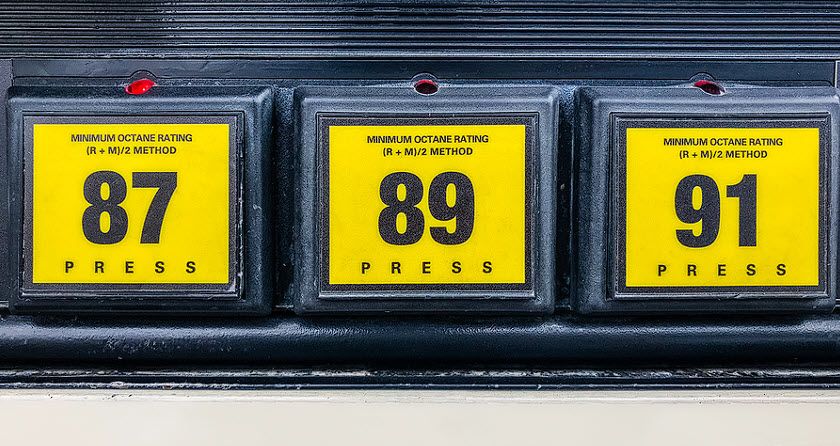 MINIMUM OCTANE RATING
(R + M)/2 METHOD
87
PRESS
MINIMUM OCTANE RATING
(R + M)/2 METHOD
89
PRESS
MINIMUM OCTANE RATING
(R + M)/2 METHOD
91
PRESS